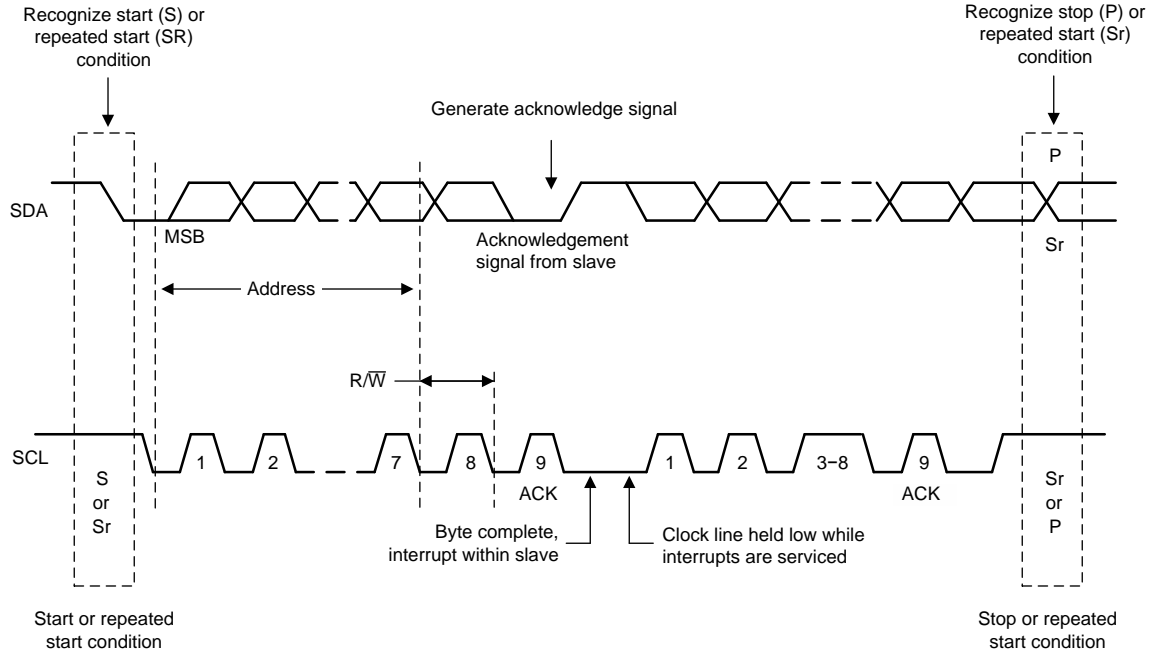 Recognize start (S) or
repeated start (SR)
condition
Recognize stop (P) or
repeated start (Sr)
condition
Generate acknowledge signal
P
SDA
MSB
Acknowledgement
signal from slave
Sr
Address
R/W̅
SCL
1
2
7
8
9
1
2
3−8
9
ACK
ACK
S
or
Sr
Sr
or
P
Byte complete,
interrupt within slave
Clock line held low while
interrupts are serviced
Start or repeated
start condition
Stop or repeated
start condition